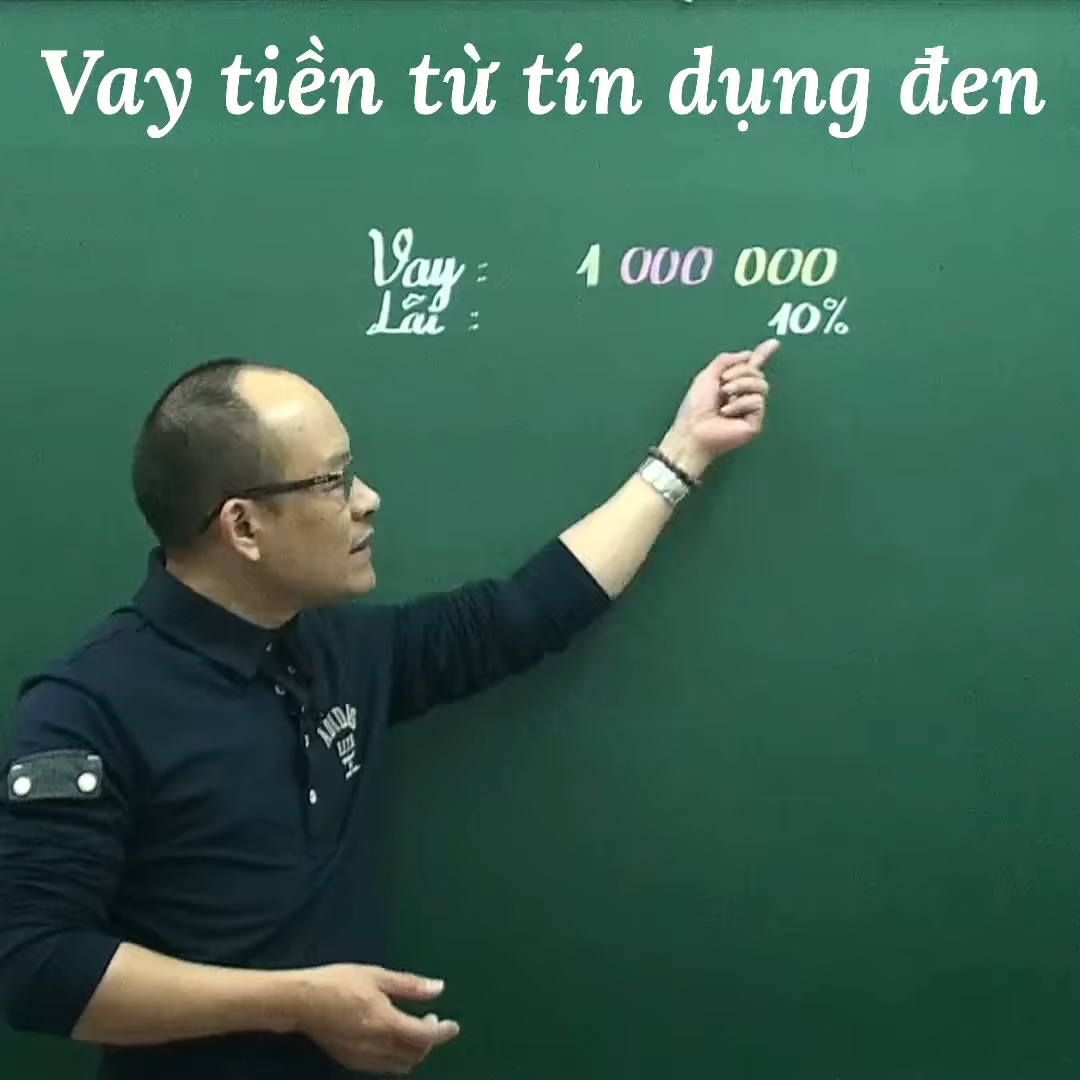 Vay tiền từ tín dụng đen
Vay : 1 000 000
Lãi : 10%